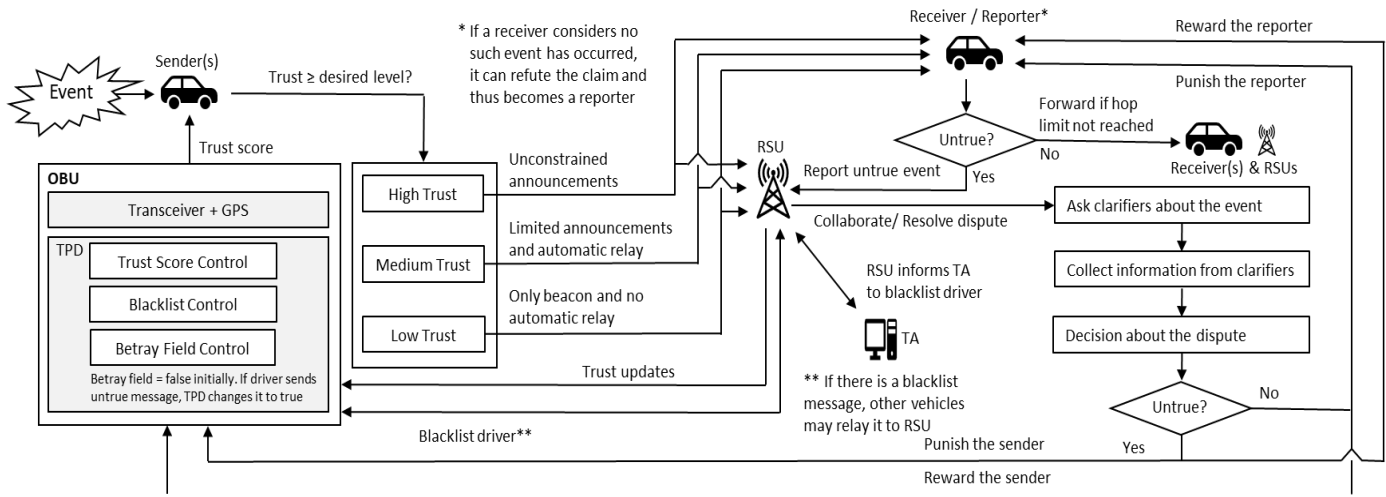 Event
Sender(s)
Trust ≥ desired level?
* If a receiver considers no
such event has occurred,
it can refute the claim and
thus becomes a reporter
Receiver / Reporter*
Reward the reporter
Punish the reporter
Trust score
OBU
Transceiver + GPS
TPD
Trust Score Control
Blacklist Control
Betray Field Control
Betray field = false initially. If driver sends
untrue message, TPD changes it to true
High Trust
Medium Trust
Low Trust
Unconstrained
announcements
Limited announcements
and automatic relay
Only beacon and no
automatic relay
Trust updates
Blacklist driver**
RSU
Report untrue event
Untrue?
No
Yes
Forward if hop
limit not reached
Receiver(s) & RSUs
Collaborate/ Resolve dispute
RSU informs TA
to blacklist driver
TA
** If there is a blacklist
message, other vehicles
may relay it to RSU
Ask clarifiers about the event
Collect information from clarifiers
Decision about the dispute
Untrue?
No
Yes
Punish the sender
Reward the sender